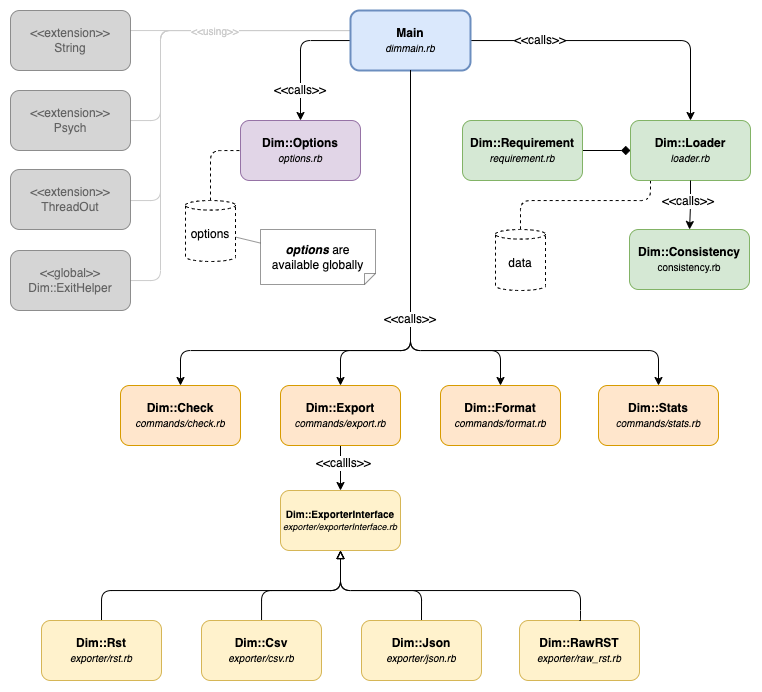 <<extension>>
String
<<using>>
Main
dimmain.rb
<<calls>>
<<calls>>
<<extension>>
Psych
Dim::Options
options.rb
Dim::Requirement
requirement.rb
Dim::Loader
loader.rb
<<extension>>
ThreadOut
<<calls>>
options
options are
available globally
data
Dim::Consistency
consistency.rb
<<global>>
Dim::ExitHelper
<<calls>>
Dim::Check
commands/check.rb
Dim::Export
commands/export.rb
Dim::Format
commands/format.rb
Dim::Stats
commands/stats.rb
<<callls>>
Dim::ExporterInterface
exporter/exporterInterface.rb
Dim::Rst
exporter/rst.rb
Dim::Csv
exporter/csv.rb
Dim::Json
exporter/json.rb
Dim::RawRST
exporter/raw_rst.rb